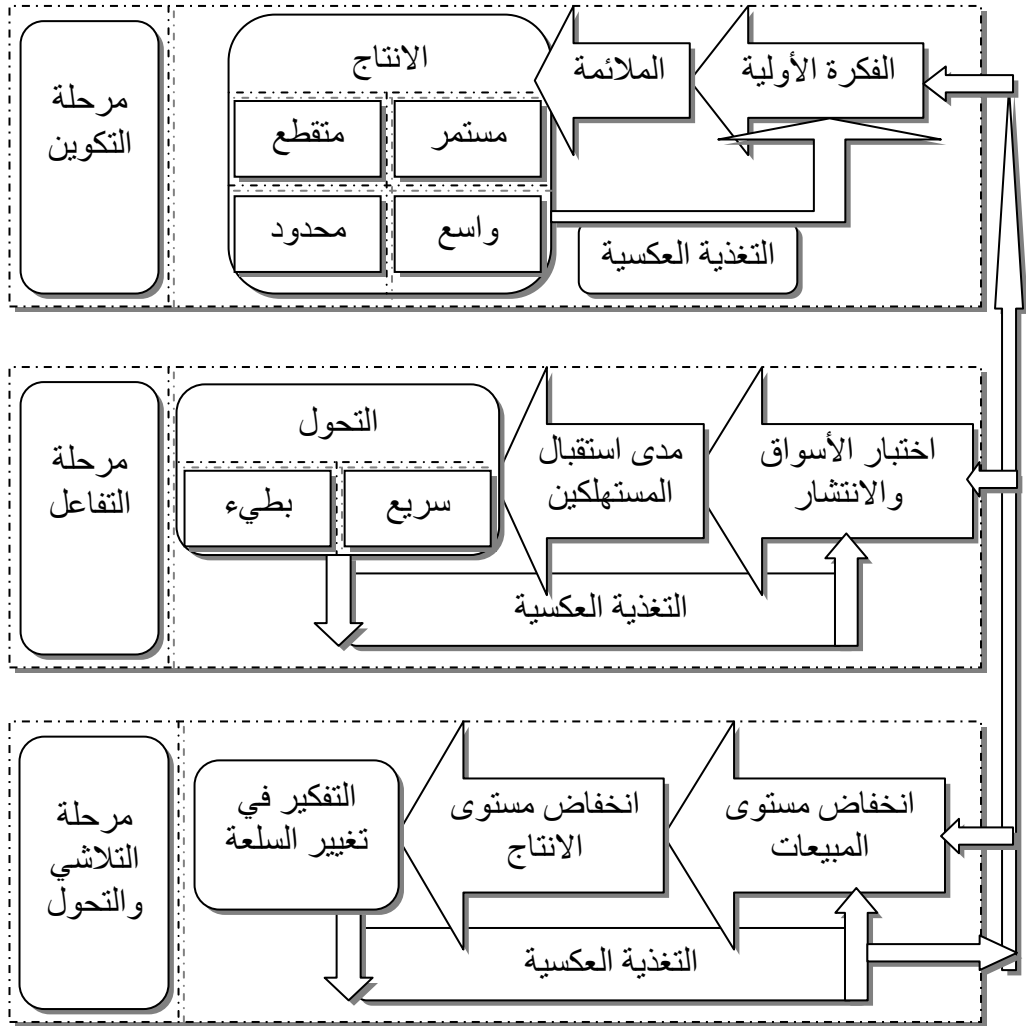 الفكرة الأولية
الملائمة
الانتاج
مستمر
متقطع
واسع
محدود
التغذية العكسية
مرحلة
التكوين
اختبار الأسواق
والانتشار
مدى استقبال
المستهلكين
التحول
سريع
بطيء
التغذية العكسية
مرحلة
التفاعل
انخفاض مستوى
المبيعات
انخفاض مستوى
الانتاج
التفكير في
تغيير السلعة
التغذية العكسية
مرحلة
التلاشي
والتحول